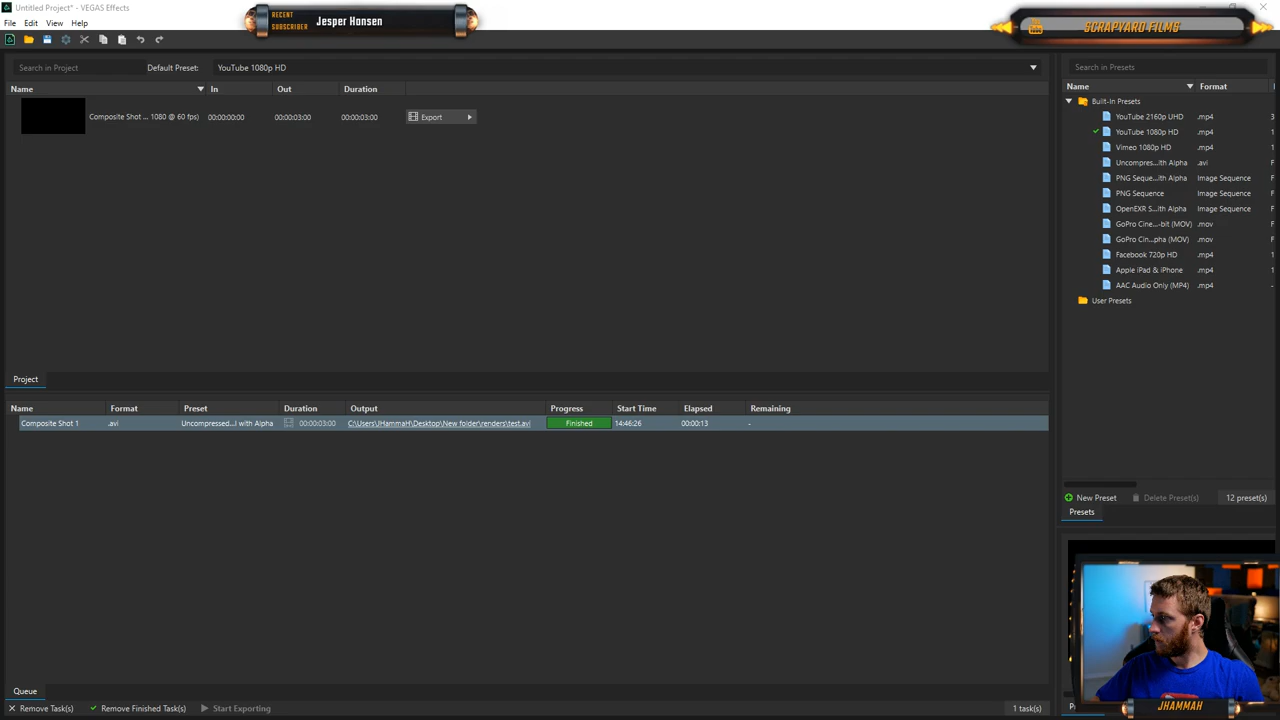 Untitled Project* - VEGAS Effects
RECENT
SUBSCRIBER
Jesper Hansen
SCRAPYARD FILMS
File Edit View Help
Search in Project
Default Preset: YouTube 1080p HD
Name In Out Duration
Composite Shot ... 1080 @ 60 fps) 00:00:00:00 00:00:03:00 00:00:03:00 Export
Project
Name Format Preset Duration Output Progress Start Time Elapsed Remaining
Composite Shot 1 .avi Uncompressed...l with Alpha 00:00:03:00 C:\Users\JHammaH\Desktop\New folder\renders\test.avi Finished 14:46:26 00:00:13 -
Queue
Remove Task(s) Remove Finished Task(s) Start Exporting 1 task(s)
Search in Presets
Name Format
Built-In Presets
YouTube 2160p UHD .mp4 3
YouTube 1080p HD .mp4 1
Vimeo 1080p HD .mp4 1
Uncompres...ith Alpha .avi F
PNG Seque...ith Alpha Image Sequence F
PNG Sequence Image Sequence F
OpenEXR S...ith Alpha Image Sequence F
GoPro Cine...-bit (MOV) .mov F
GoPro Cin...pha (MOV) .mov F
Facebook 720p HD .mp4 1
Apple iPad & iPhone .mp4 1
AAC Audio Only (MP4) .mp4 -
User Presets
New Preset Delete Preset(s) 12 preset(s)
Presets
JHAMMAH